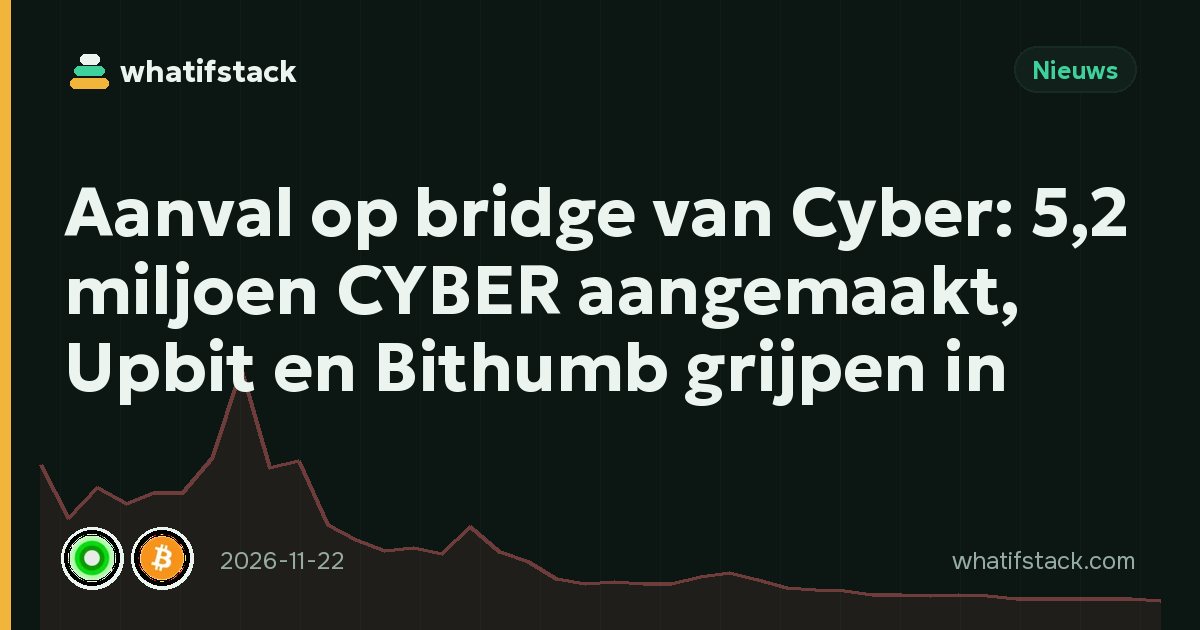 whatifstack
Nieuws
Aanval op bridge van Cyber: 5,2
miljoen CYBER aangemaakt,
Upbit en Bithumb grijpen in
2026-11-22
whatifstack.com